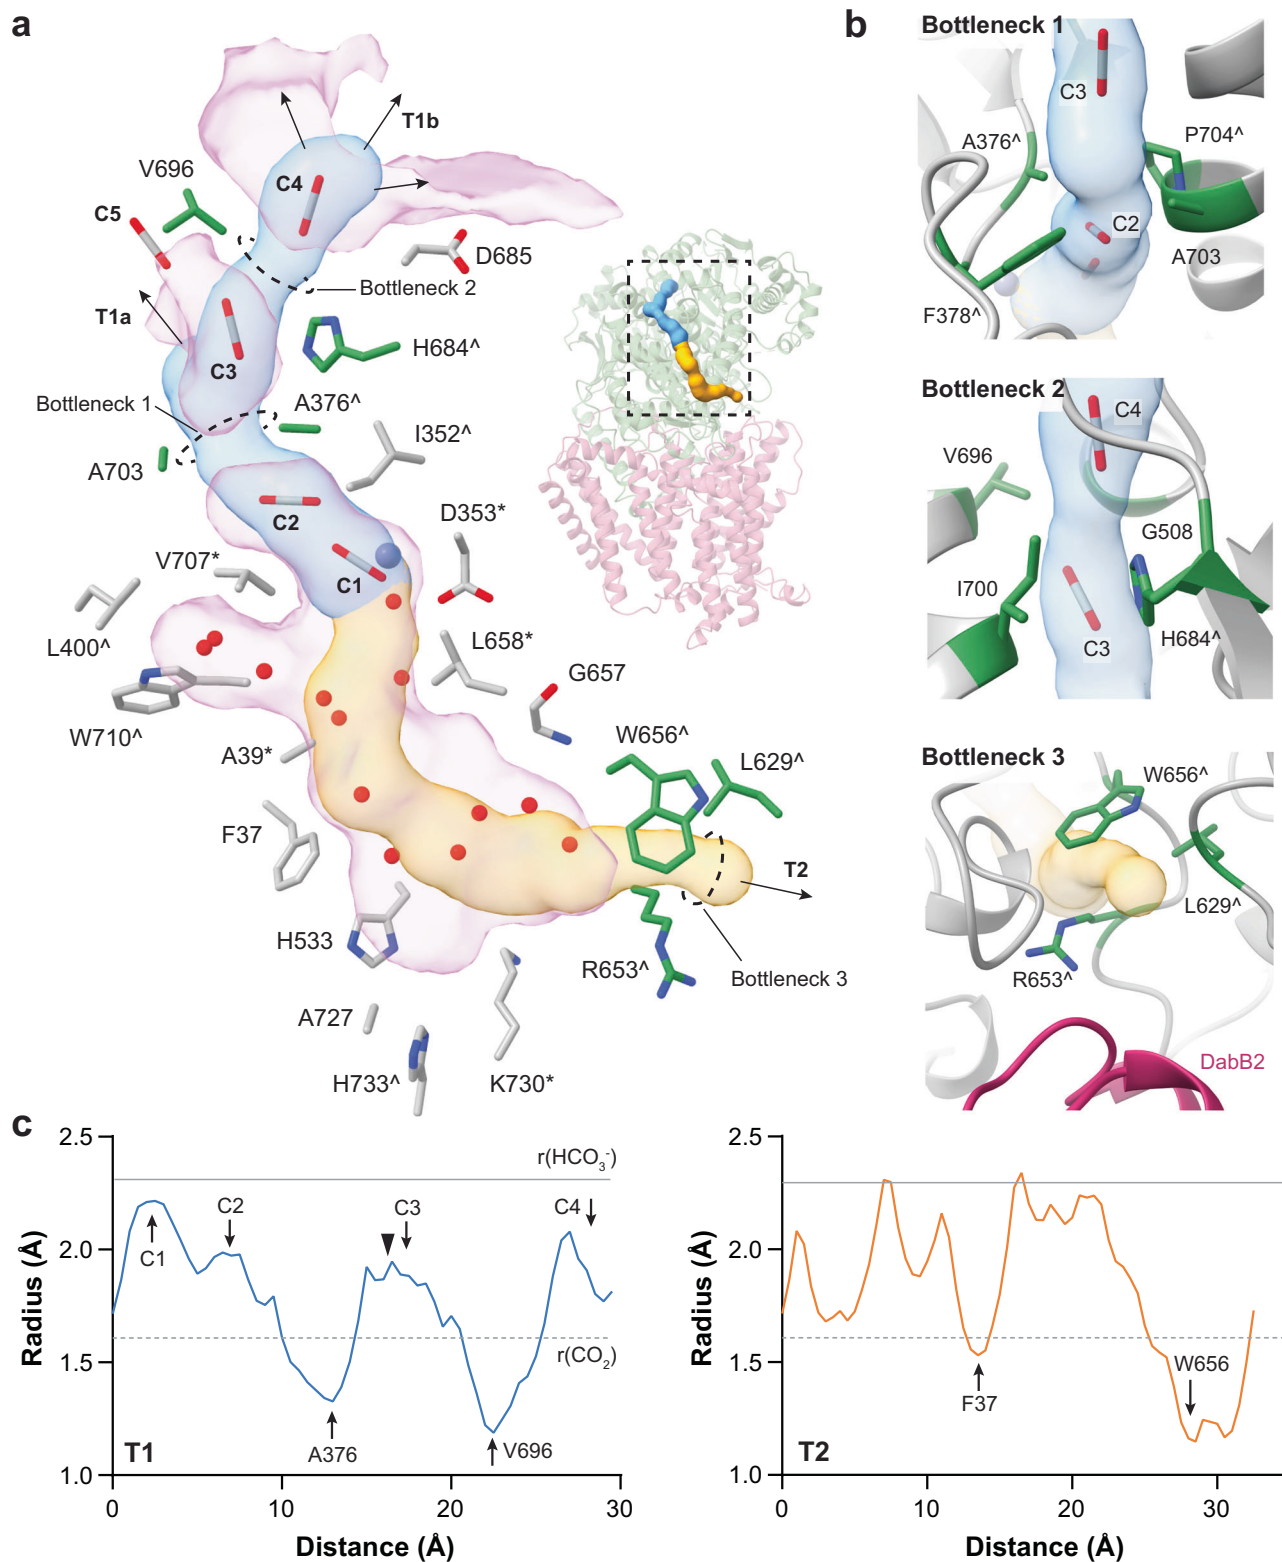 a
T1b
V696
C4
C5
D685
Bottleneck 2
T1a
C3
H684^
Bottleneck 1
A376^
I352^
A703
C2
D353*
V707*
C1
L400^
L658*
G657
W710^
W656^
A39*
L629^
F37
T2
H533
R653^
Bottleneck 3
A727
H733^
K730*
b
Bottleneck 1
C3
A376^
P704^
C2
A703
F378^
Bottleneck 2
C4
V696
G508
I700
C3
H684^
Bottleneck 3
W656^
L629^
R653^
DabB2
c
2.5
2.0
1.5
1.0
Radius (Å)
r(HCO₃⁻)
C1
C2
C3
C4
r(CO₂)
A376
V696
T1
0
10
20
30
Distance (Å)
2.5
2.0
1.5
1.0
Radius (Å)
F37
W656
T2
0
10
20
30
Distance (Å)